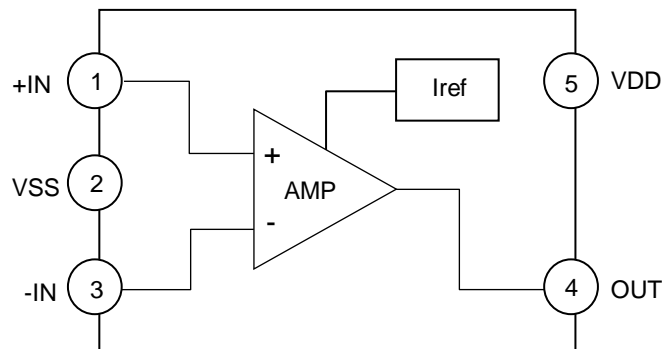 +IN 1
VSS 2
-IN 3
+
-
AMP
Iref
5 VDD
4 OUT